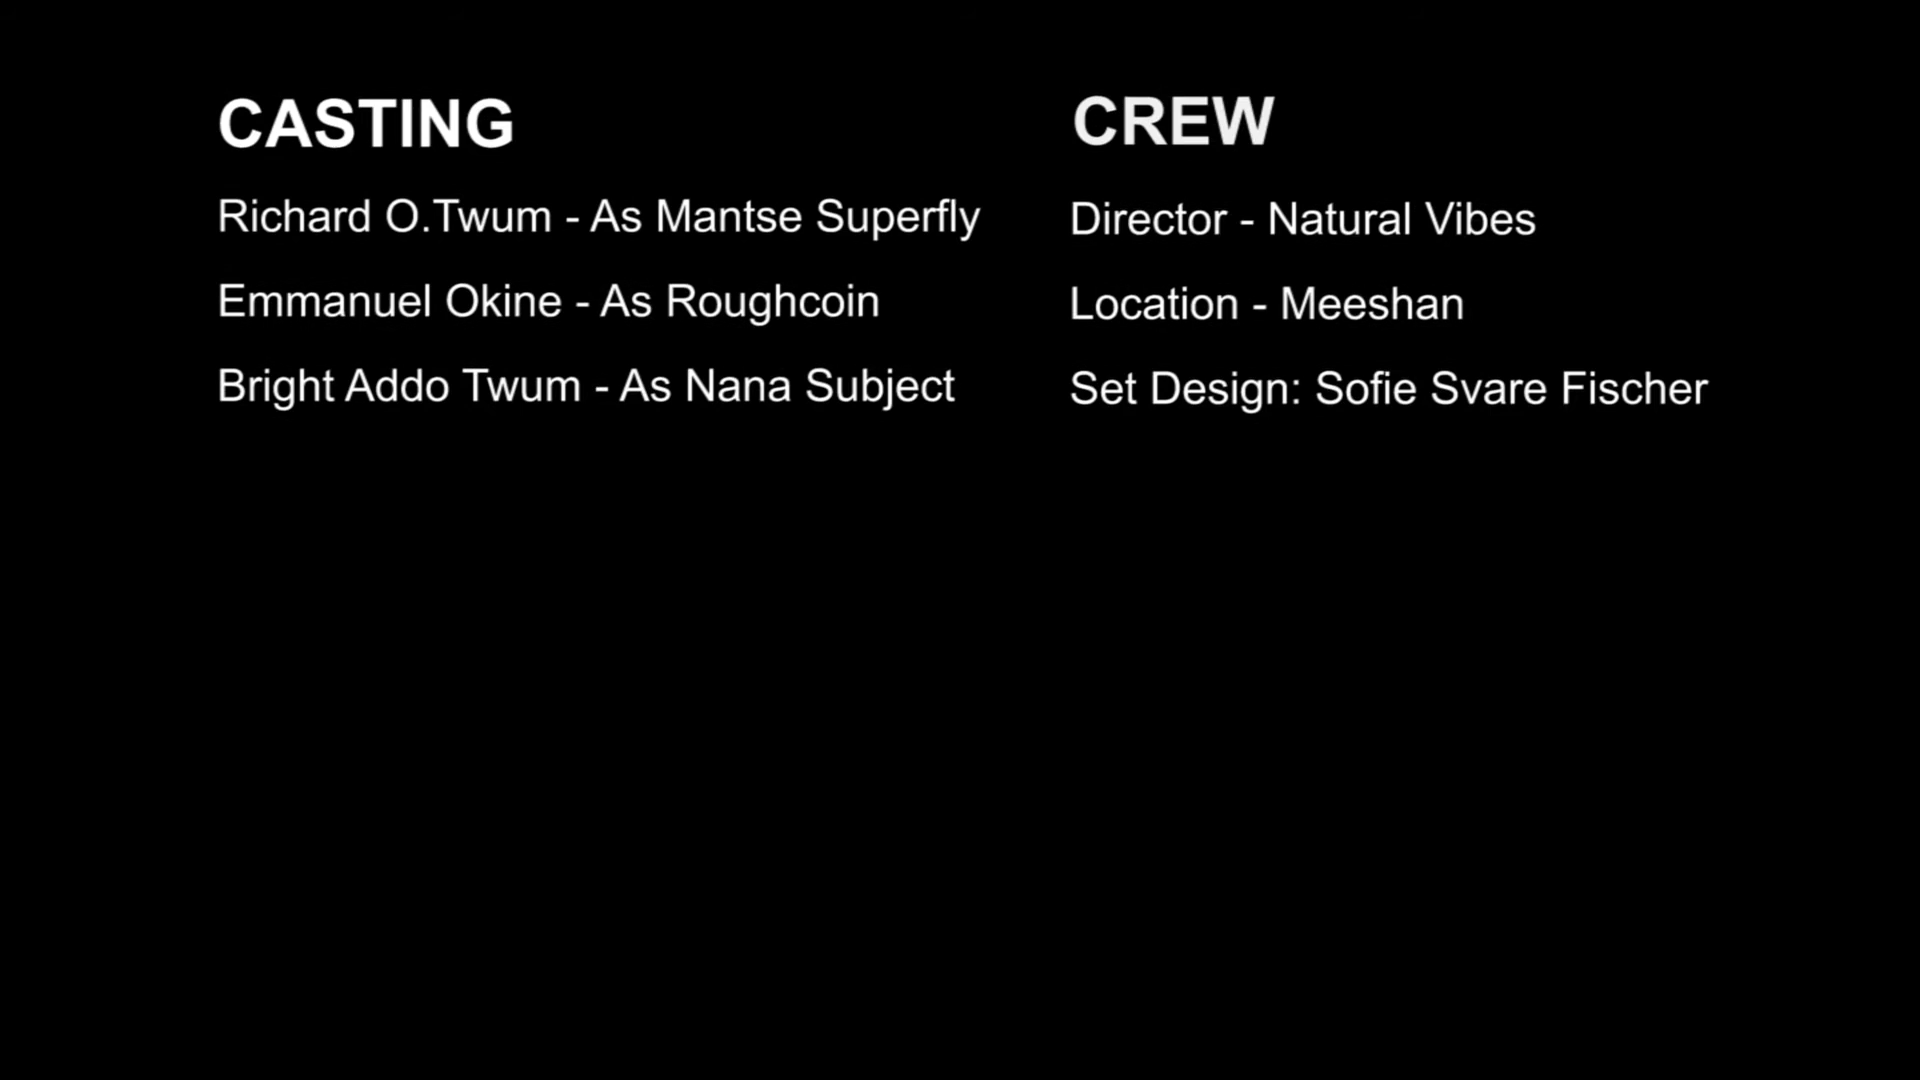 CASTING
Richard O.Twum - As Mantse Superfly
Emmanuel Okine - As Roughcoin
Bright Addo Twum - As Nana Subject
CREW
Director - Natural Vibes
Location - Meeshan
Set Design: Sofie Svare Fischer